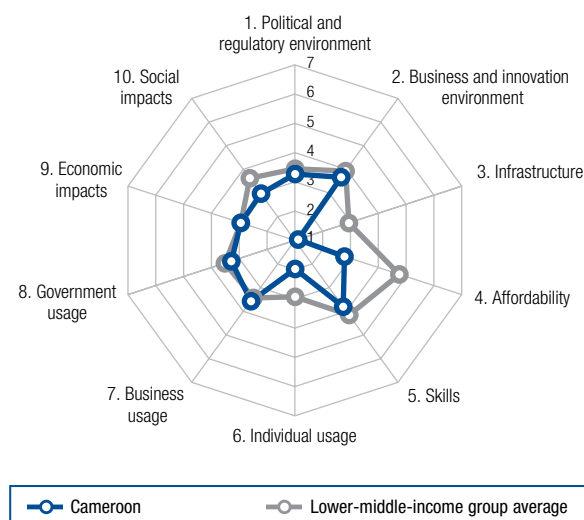 1. Political and
regulatory environment
2. Business and innovation
environment
3. Infrastructure
4. Affordability
5. Skills
6. Individual usage
7. Business
usage
8. Government
usage
9. Economic
impacts
10. Social
impacts
7
6
5
4
3
2
1
Cameroon
Lower-middle-income group average